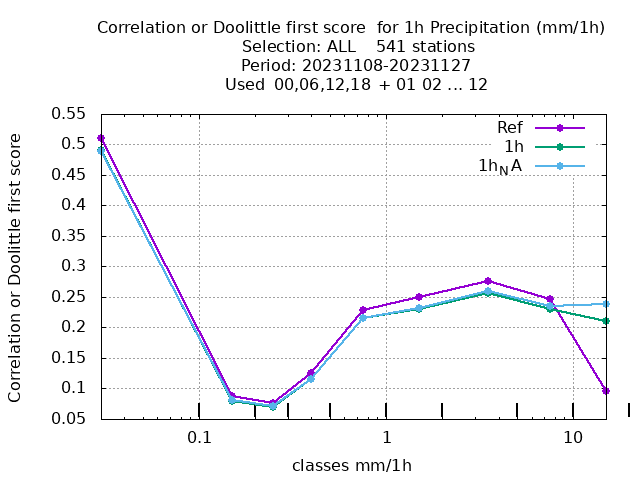 Correlation or Doolittle first score  for 1h Precipitation (mm/1h)
Selection: ALL    541 stations
Period: 20231108-20231127
Used  00,06,12,18 + 01 02 ... 12
Ref
1h
1h_NA
Correlation or Doolittle first score
0.55
0.5
0.45
0.4
0.35
0.3
0.25
0.2
0.15
0.1
0.05
0.1
1
10
classes mm/1h